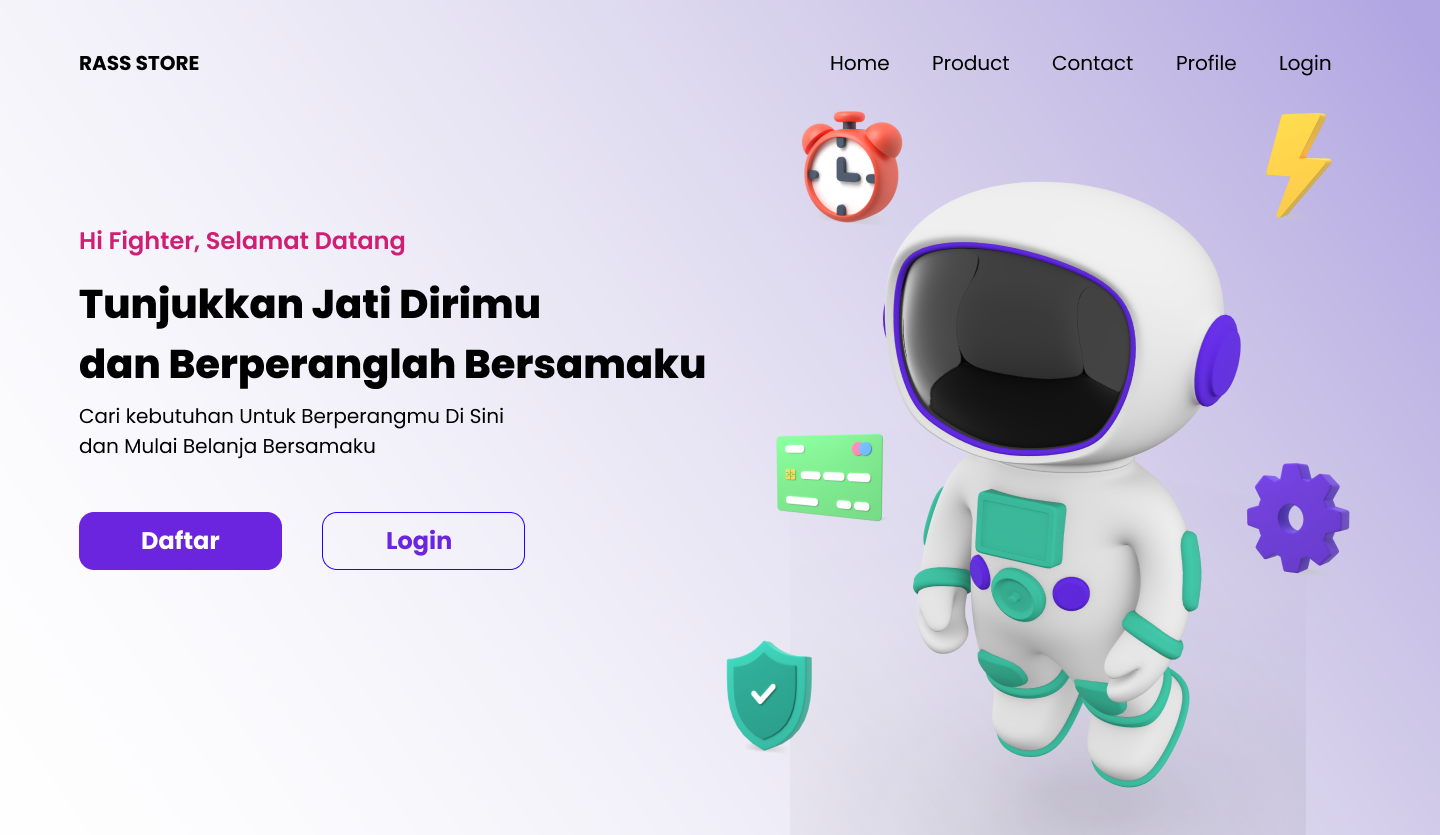 RASS STORE
Home Product Contact Profile Login
Hi Fighter, Selamat Datang
Tunjukkan Jati Dirimu
dan Berperanglah Bersamaku
Cari kebutuhan Untuk Berperangmu Di Sini
dan Mulai Belanja Bersamaku
Daftar Login